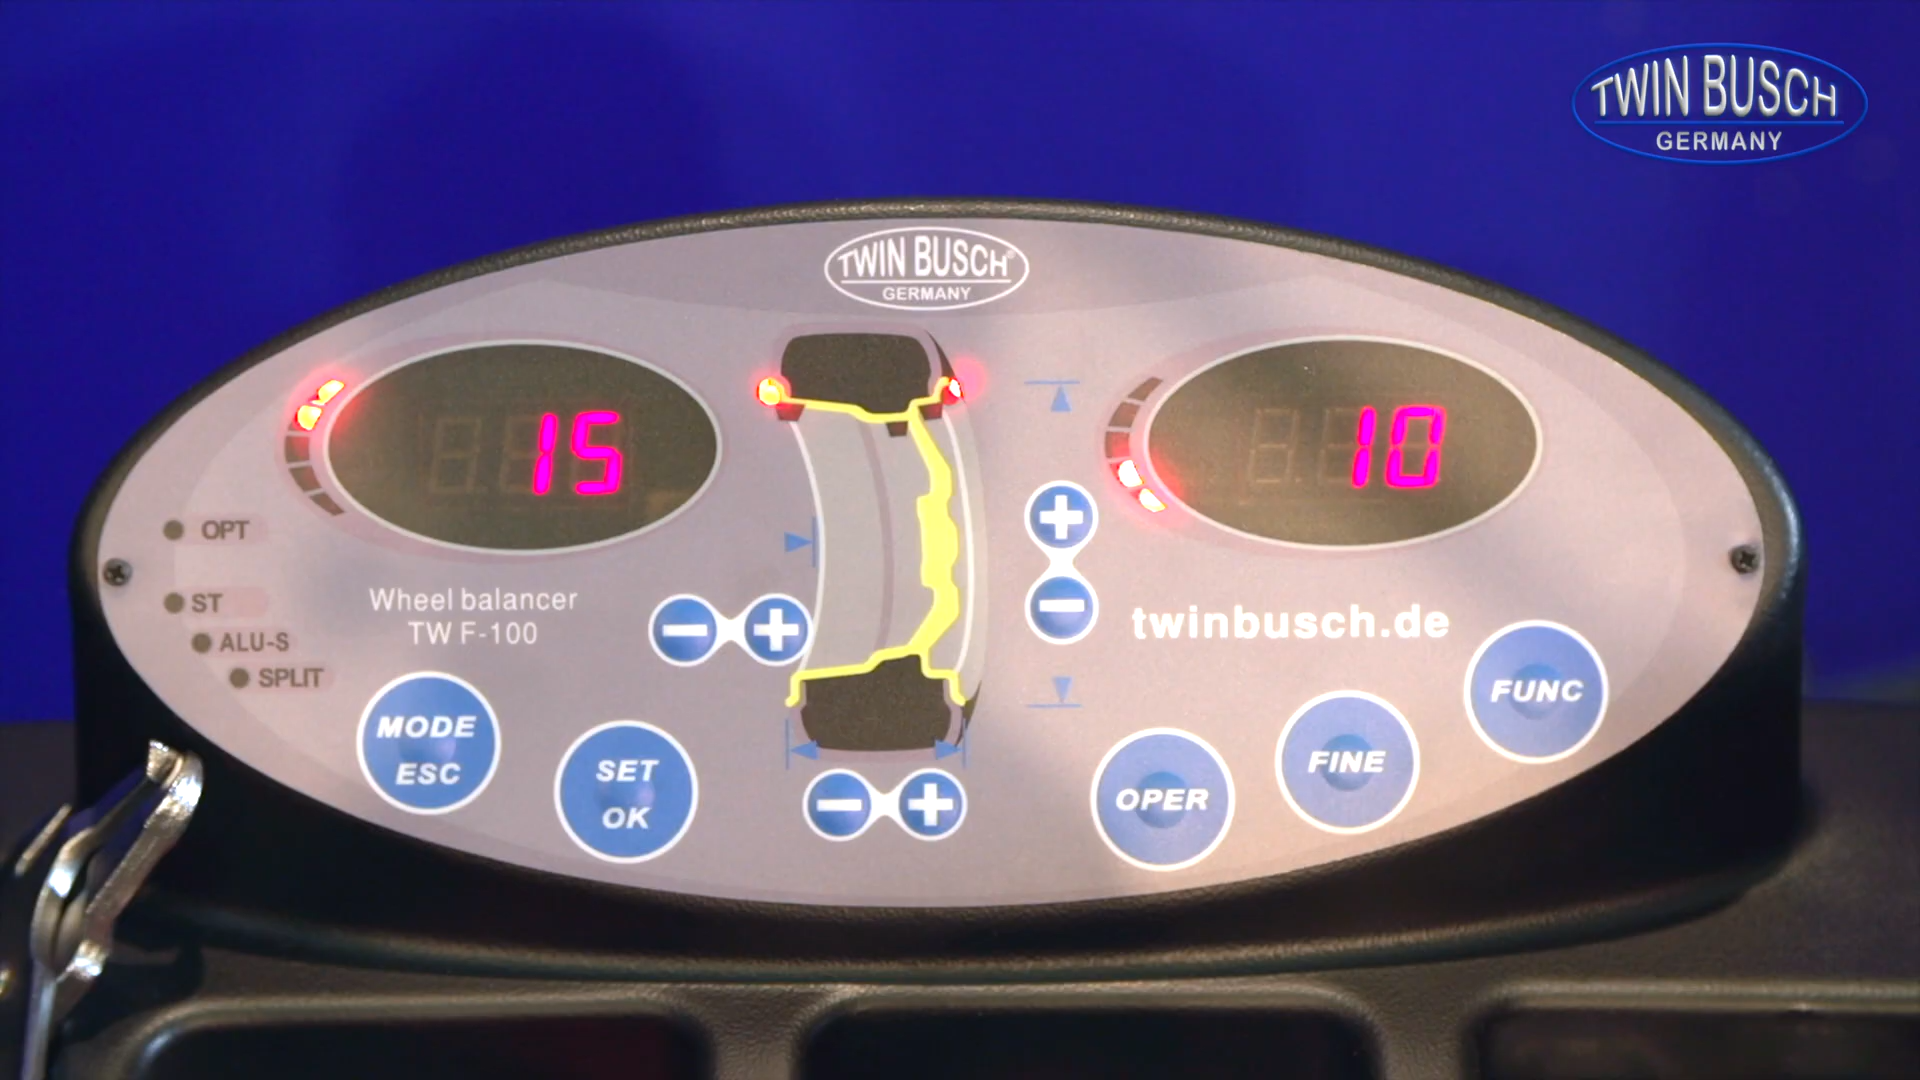 TWIN BUSCH
GERMANY
TWIN BUSCH®
GERMANY
15
10
OPT
ST
ALU-S
SPLIT
Wheel balancer
TW F-100
twinbusch.de
MODE
ESC
SET
OK
OPER
FINE
FUNC